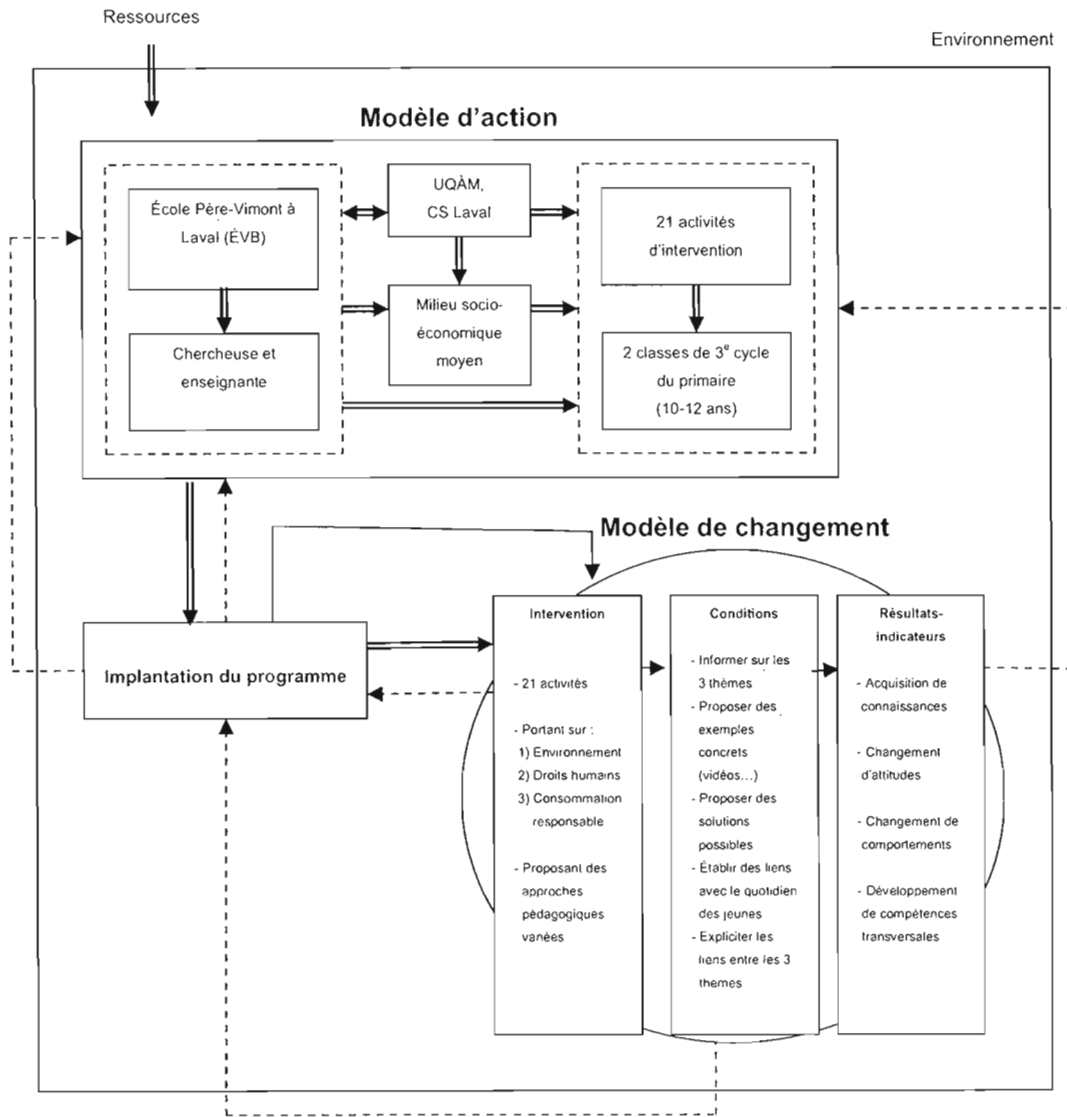 Ressources
Environnement
Modèle d'action
École Père-Vimont à
Laval (ÉVB)
Chercheuse et
enseignante
UQÀM,
CS Laval
Milieu socio-
économique
moyen
21 activités
d'intervention
2 classes de 3e cycle
du primaire
(10-12 ans)
Modèle de changement
Implantation du programme
Intervention
- 21 activités
- Portant sur :
1) Environnement
2) Droits humains
3) Consommation
responsable
- Proposant des
approches
pédagogiques
variées
Conditions
- Informer sur les
3 thèmes
- Proposer des
exemples
concrets
(vidéos...)
- Proposer des
solutions
possibles
- Établir des liens
avec le quotidien
des jeunes
- Expliciter les
liens entre les 3
thèmes
Résultats-
indicateurs
- Acquisition de
connaissances
- Changement
d'attitudes
- Changement de
comportements
- Développement
de compétences
transversales